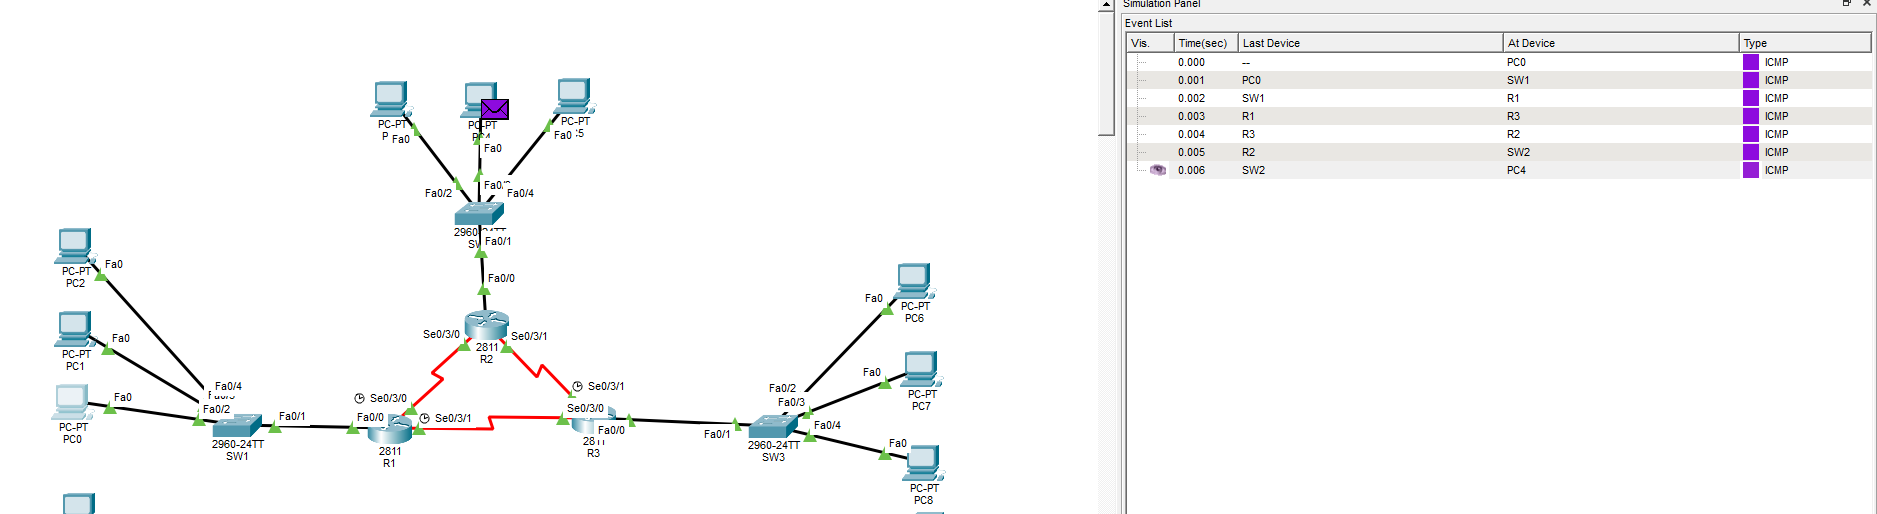 Simulation Panel
Event List
Vis. Time(sec) Last Device At Device Type
0.000 -- PC0 ICMP
0.001 PC0 SW1 ICMP
0.002 SW1 R1 ICMP
0.003 R1 R3 ICMP
0.004 R3 R2 ICMP
0.005 R2 SW2 ICMP
0.006 SW2 PC4 ICMP
PC-PT
Fa0
Fa0
PC-PT
Fa0
Fa0/2
Fa0/4
Fa0/1
Fa0/0
PC-PT
PC2
Fa0
PC-PT
PC1
Fa0
PC-PT
PC0
Fa0
Fa0/4
Fa0/2
Fa0/1
2960-24TT
SW1
Fa0/0
Se0/3/0
Se0/3/1
2811
R1
Se0/3/0
Se0/3/1
2811
R2
Se0/3/1
Se0/3/0
Fa0/0
R3
Fa0/1
Fa0/2
Fa0/3
Fa0/4
2960-24TT
SW3
Fa0
PC-PT
PC6
Fa0
PC-PT
PC7
Fa0
PC-PT
PC8